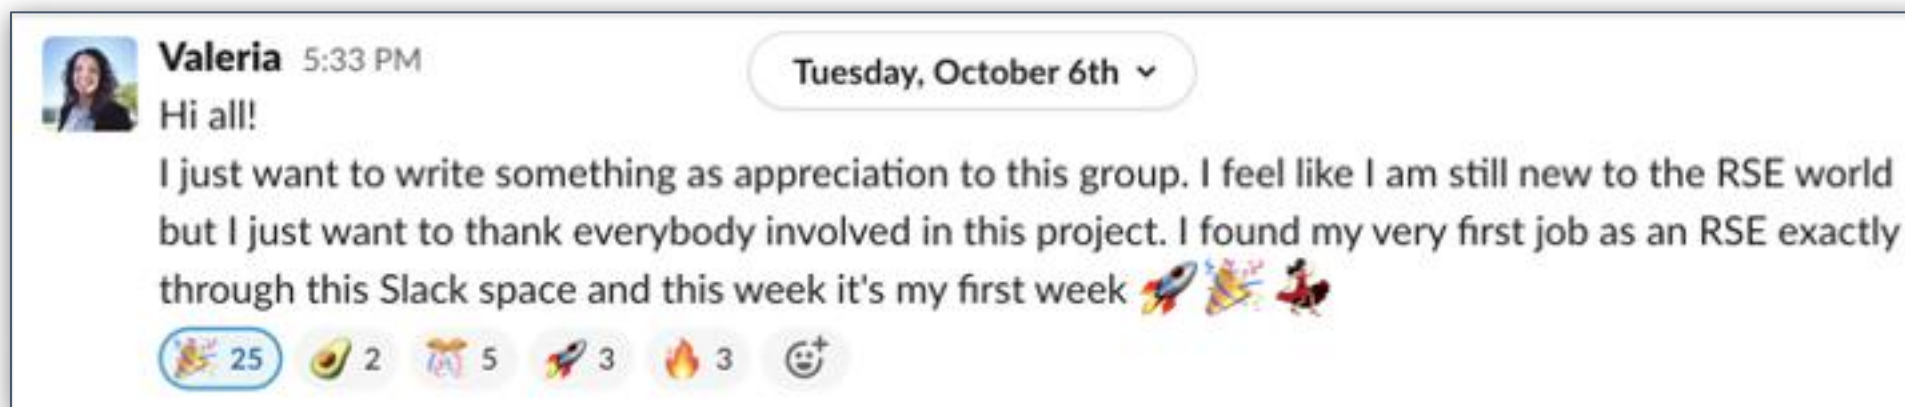 Valeria 5:33 PM
Tuesday, October 6th
Hi all!
I just want to write something as appreciation to this group. I feel like I am still new to the RSE world
but I just want to thank everybody involved in this project. I found my very first job as an RSE exactly
through this Slack space and this week it's my first week 🚀🎉💃
🎉 25 🥑 2 🎊 5 🚀 3 🔥 3